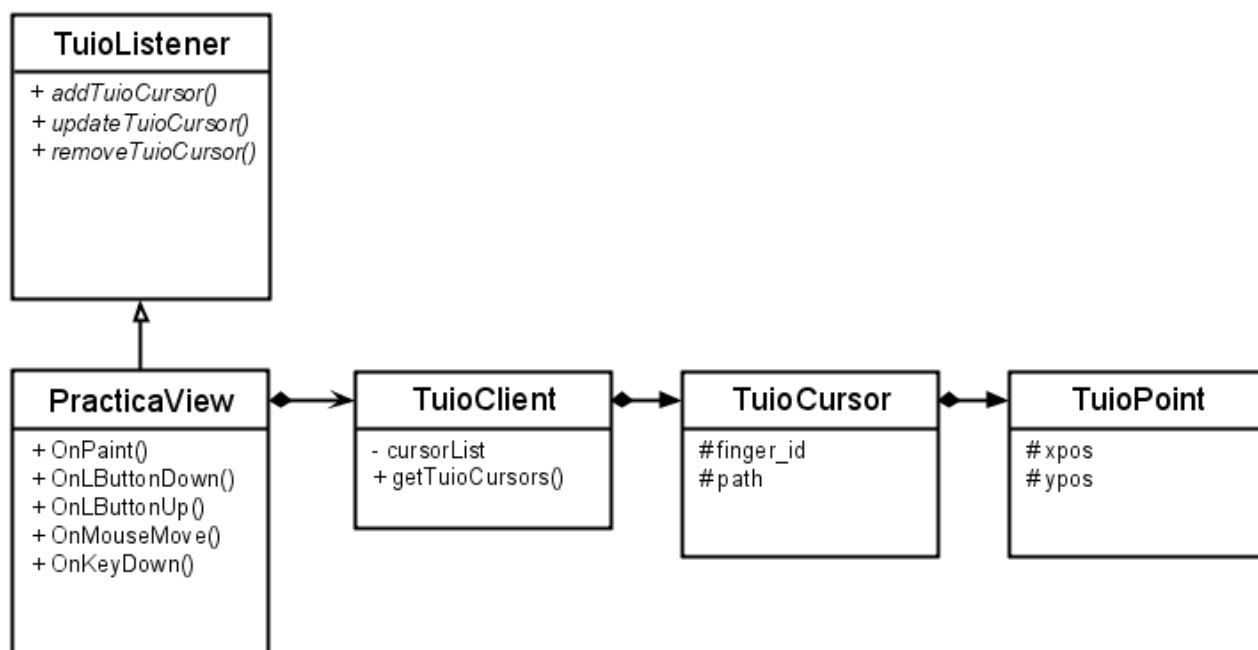 TuioListener
+ addTuioCursor()
+ updateTuioCursor()
+ removeTuioCursor()
PracticaView
+ OnPaint()
+ OnLButtonDown()
+ OnLButtonUp()
+ OnMouseMove()
+ OnKeyDown()
TuioClient
- cursorList
+ getTuioCursors()
TuioCursor
#finger_id
#path
TuioPoint
#xpos
#ypos